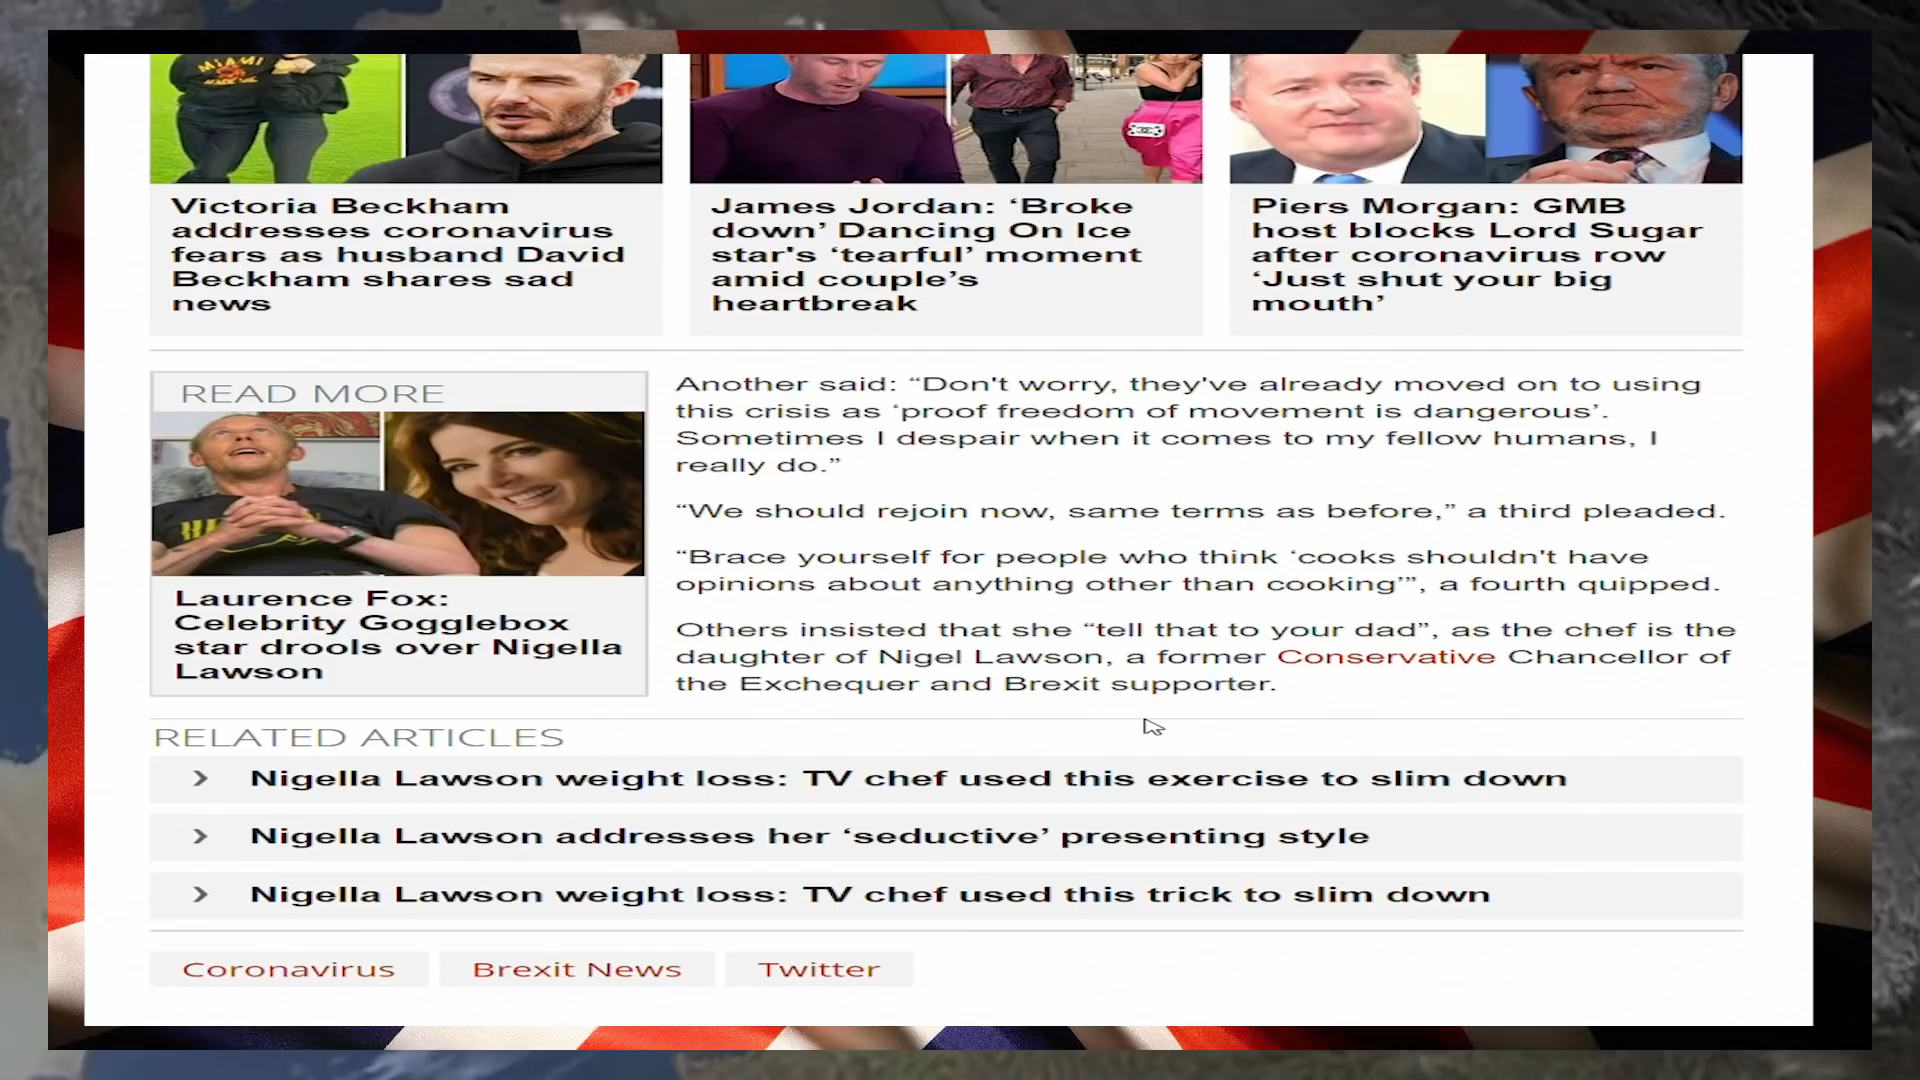 MIAMI
Victoria Beckham
addresses coronavirus
fears as husband David
Beckham shares sad
news
James Jordan: ‘Broke
down’ Dancing On Ice
star's ‘tearful’ moment
amid couple’s
heartbreak
Piers Morgan: GMB
host blocks Lord Sugar
after coronavirus row
‘Just shut your big
mouth’
READ MORE
Laurence Fox:
Celebrity Gogglebox
star drools over Nigella
Lawson
Another said: “Don't worry, they've already moved on to using
this crisis as ‘proof freedom of movement is dangerous’.
Sometimes I despair when it comes to my fellow humans, I
really do.”
“We should rejoin now, same terms as before,” a third pleaded.
“Brace yourself for people who think ‘cooks shouldn't have
opinions about anything other than cooking’”, a fourth quipped.
Others insisted that she “tell that to your dad”, as the chef is the
daughter of Nigel Lawson, a former Conservative Chancellor of
the Exchequer and Brexit supporter.
RELATED ARTICLES
Nigella Lawson weight loss: TV chef used this exercise to slim down
Nigella Lawson addresses her ‘seductive’ presenting style
Nigella Lawson weight loss: TV chef used this trick to slim down
Coronavirus
Brexit News
Twitter